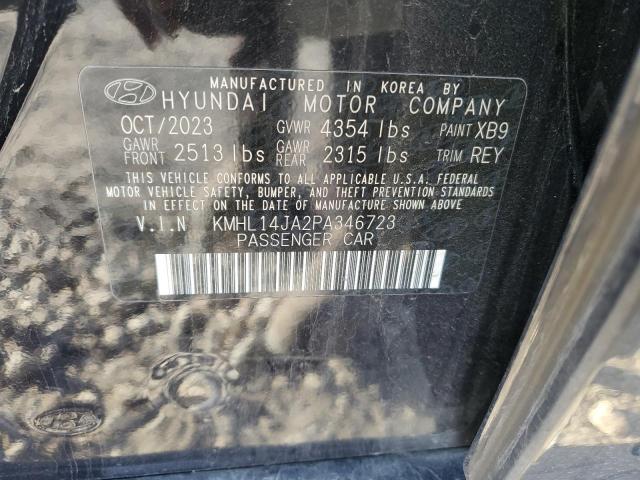 MANUFACTURED IN KOREA BY
HYUNDAI MOTOR COMPANY
OCT/2023 GVWR 4354 lbs PAINT XB9
GAWR FRONT 2513 lbs GAWR REAR 2315 lbs TRIM REY
THIS VEHICLE CONFORMS TO ALL APPLICABLE U.S.A. FEDERAL
MOTOR VEHICLE SAFETY, BUMPER, AND THEFT PREVENTION STANDARDS
IN EFFECT ON THE DATE OF MANUFACTURE SHOWN ABOVE
V.I.N KMHL14JA2PA346723
PASSENGER CAR